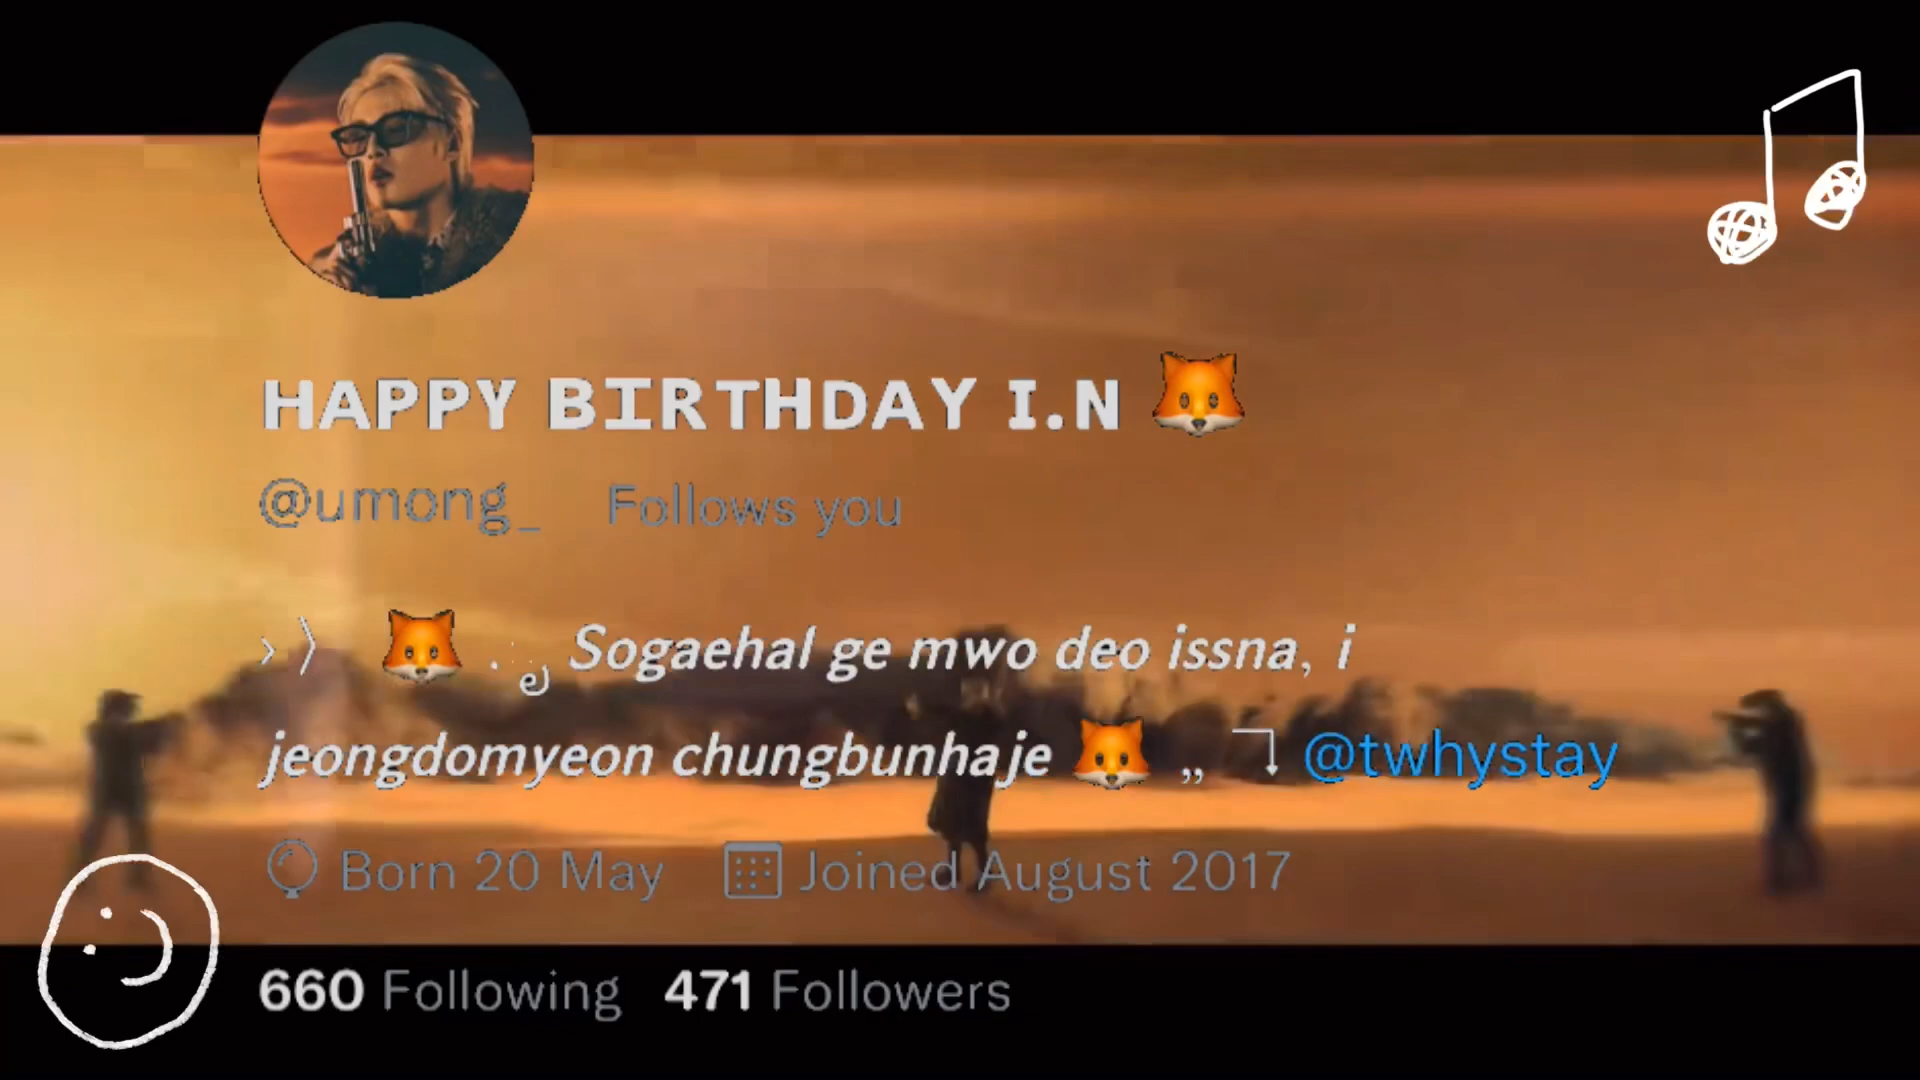 HAPPY BIRTHDAY I.N 🦊
@umong_ Follows you
› 〉 🦊 . ७ Sogaehal ge mwo deo issna, i
jeongdomyeon chungbunhaje 🦊 „ ⤵ @twhystay
Born 20 May Joined August 2017
660 Following 471 Followers